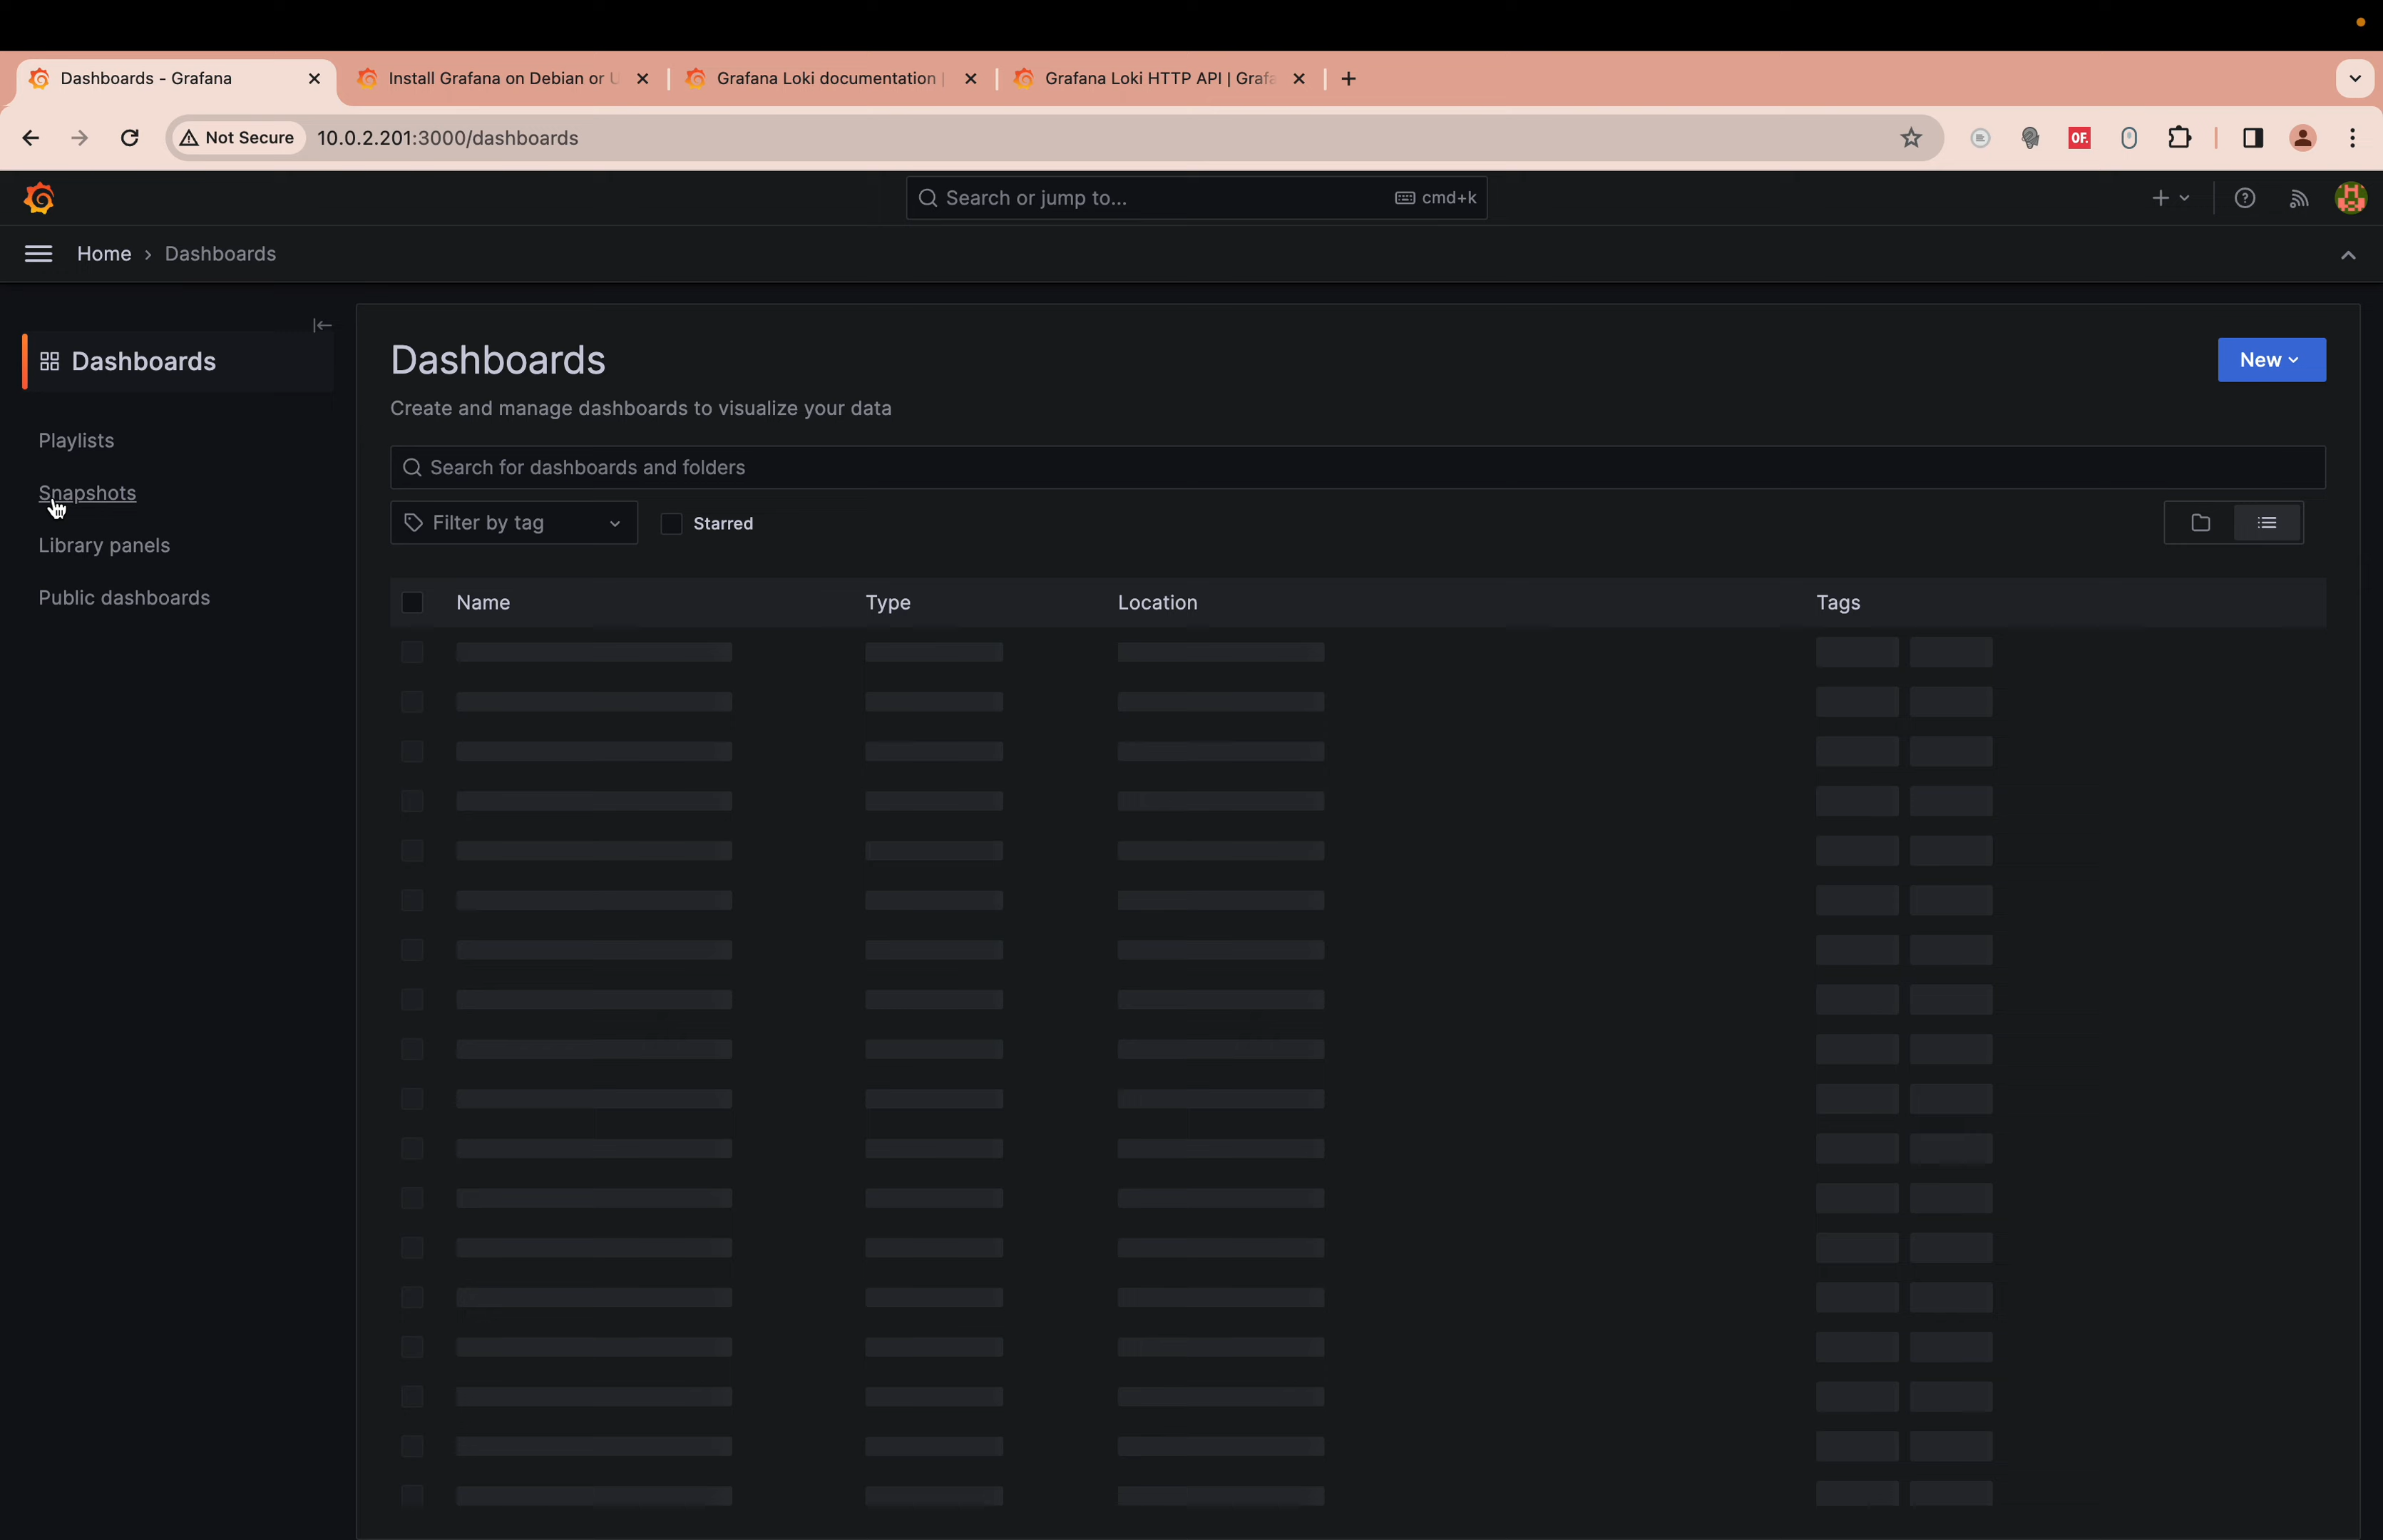 Dashboards - Grafana
Install Grafana on Debian or U
Grafana Loki documentation |
Grafana Loki HTTP API | Grafa
Not Secure
10.0.2.201:3000/dashboards
OF.
Search or jump to...
cmd+k
Home
Dashboards
Dashboards
Playlists
Snapshots
Library panels
Public dashboards
Dashboards
New
Create and manage dashboards to visualize your data
Search for dashboards and folders
Filter by tag
Starred
Name Type Location Tags